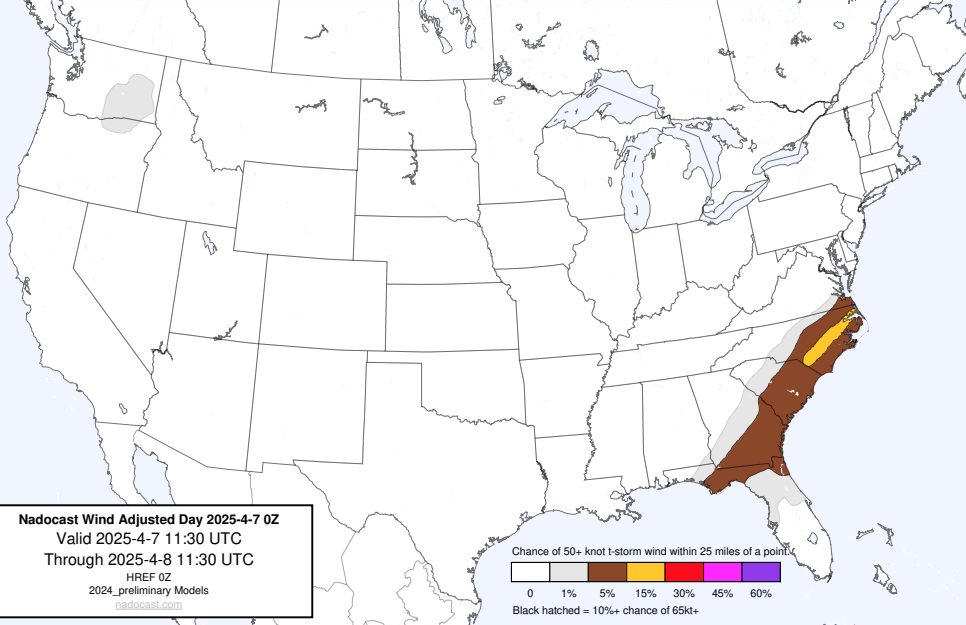 Nadocast Wind Adjusted Day 2025-4-7 0Z
Valid 2025-4-7 11:30 UTC
Through 2025-4-8 11:30 UTC
HREF 0Z
2024_preliminary Models
nadocast.com
Chance of 50+ knot t-storm wind within 25 miles of a point.
0 1% 5% 15% 30% 45% 60%
Black hatched = 10%+ chance of 65kt+